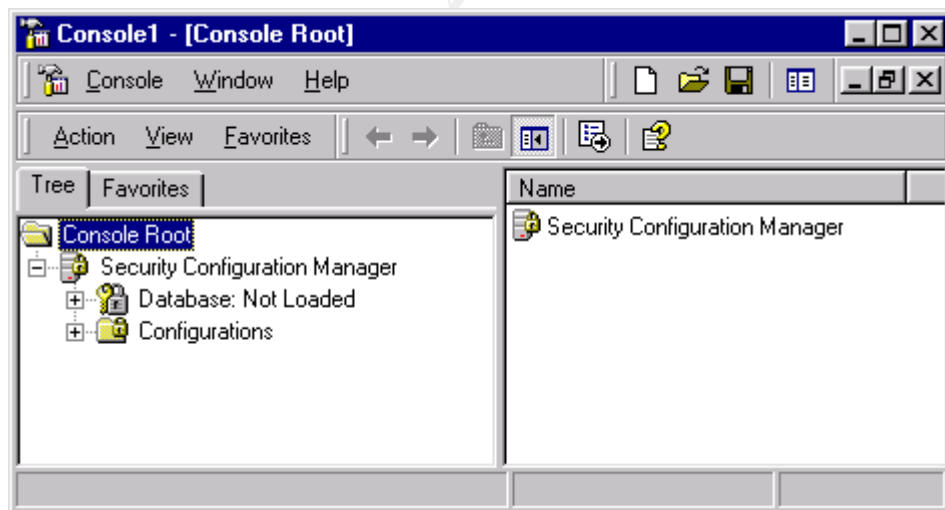 Console1 - [Console Root]
Console Window Help
Action View Favorites
Tree Favorites
Name
Console Root
Security Configuration Manager
Database: Not Loaded
Configurations
Security Configuration Manager